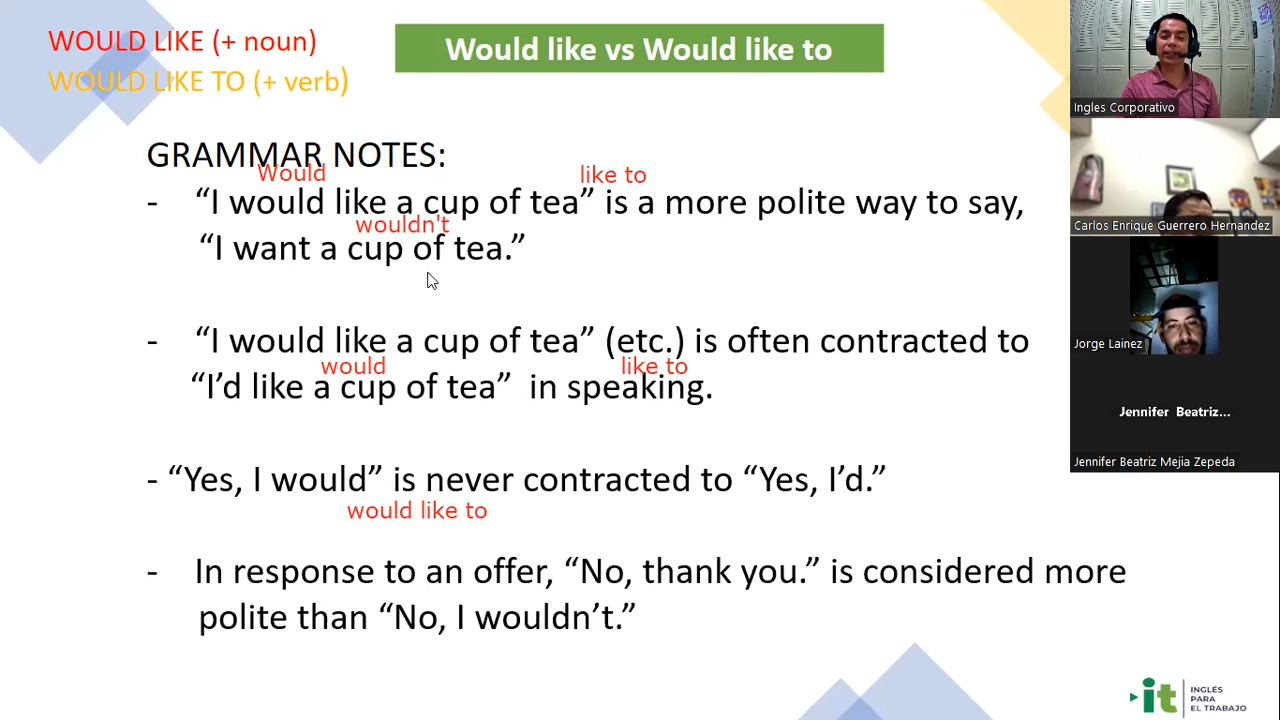 WOULD LIKE (+ noun)
WOULD LIKE TO (+ verb)
Would like vs Would like to
GRAMMAR NOTES:
Would
like to
- “I would like a cup of tea” is a more polite way to say,
wouldn't
“I want a cup of tea.”
- “I would like a cup of tea” (etc.) is often contracted to
would
like to
“I’d like a cup of tea” in speaking.
- “Yes, I would” is never contracted to “Yes, I’d.”
would like to
- In response to an offer, “No, thank you.” is considered more
polite than “No, I wouldn’t.”
Ingles Corporativo
Carlos Enrique Guerrero Hernandez
Jorge Lainez
Jennifer Beatriz...
Jennifer Beatriz Mejia Zepeda
it
INGLÉS
PARA
EL TRABAJO